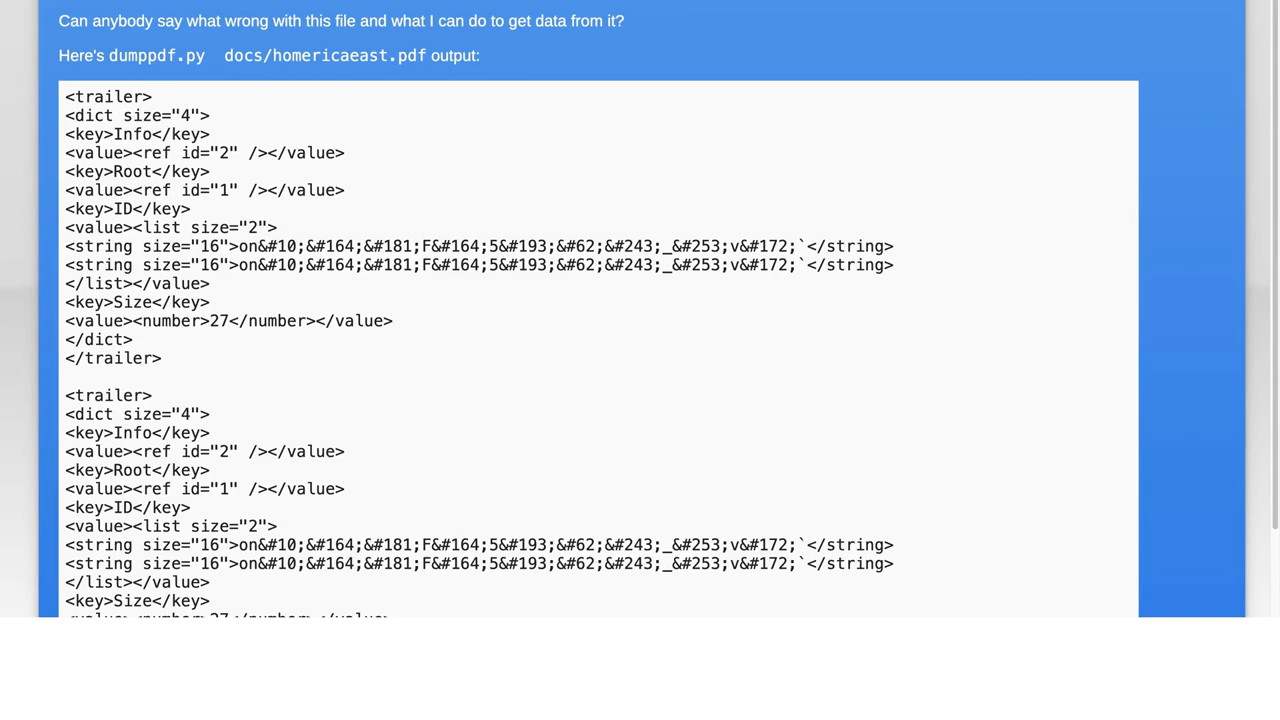 Can anybody say what wrong with this file and what I can do to get data from it?
Here's dumppdf.py  docs/homericaeast.pdf output:
<trailer>
<dict size="4">
<key>Info</key>
<value><ref id="2" /></value>
<key>Root</key>
<value><ref id="1" /></value>
<key>ID</key>
<value><list size="2">
<string size="16">on&#10;&#164;&#181;F&#164;5&#193;&#62;&#243;_&#253;v&#172;`</string>
<string size="16">on&#10;&#164;&#181;F&#164;5&#193;&#62;&#243;_&#253;v&#172;`</string>
</list></value>
<key>Size</key>
<value><number>27</number></value>
</dict>
</trailer>
<trailer>
<dict size="4">
<key>Info</key>
<value><ref id="2" /></value>
<key>Root</key>
<value><ref id="1" /></value>
<key>ID</key>
<value><list size="2">
<string size="16">on&#10;&#164;&#181;F&#164;5&#193;&#62;&#243;_&#253;v&#172;`</string>
<string size="16">on&#10;&#164;&#181;F&#164;5&#193;&#62;&#243;_&#253;v&#172;`</string>
</list></value>
<key>Size</key>
<value><number>27</number></value>